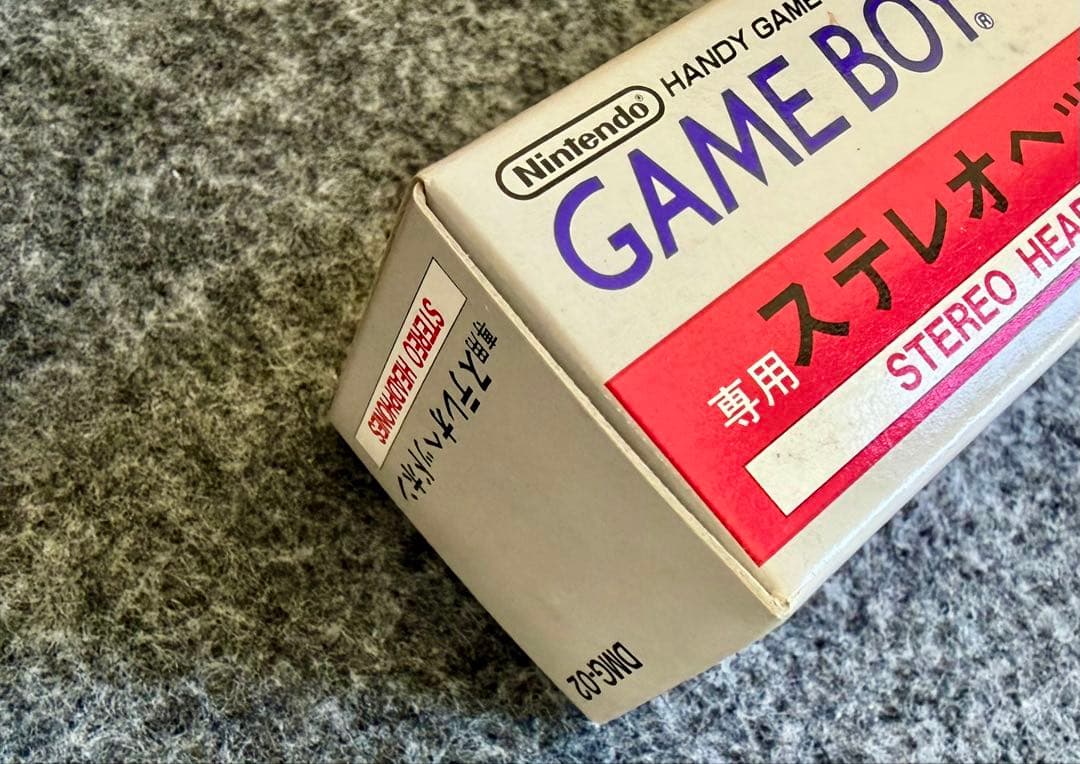 Nintendo®
HANDY GAME
GAME BOY®
専用ステレオヘッ
STEREO HEA
STEREO HEADPHONES
専用ステレオヘッドホン
DMG-02